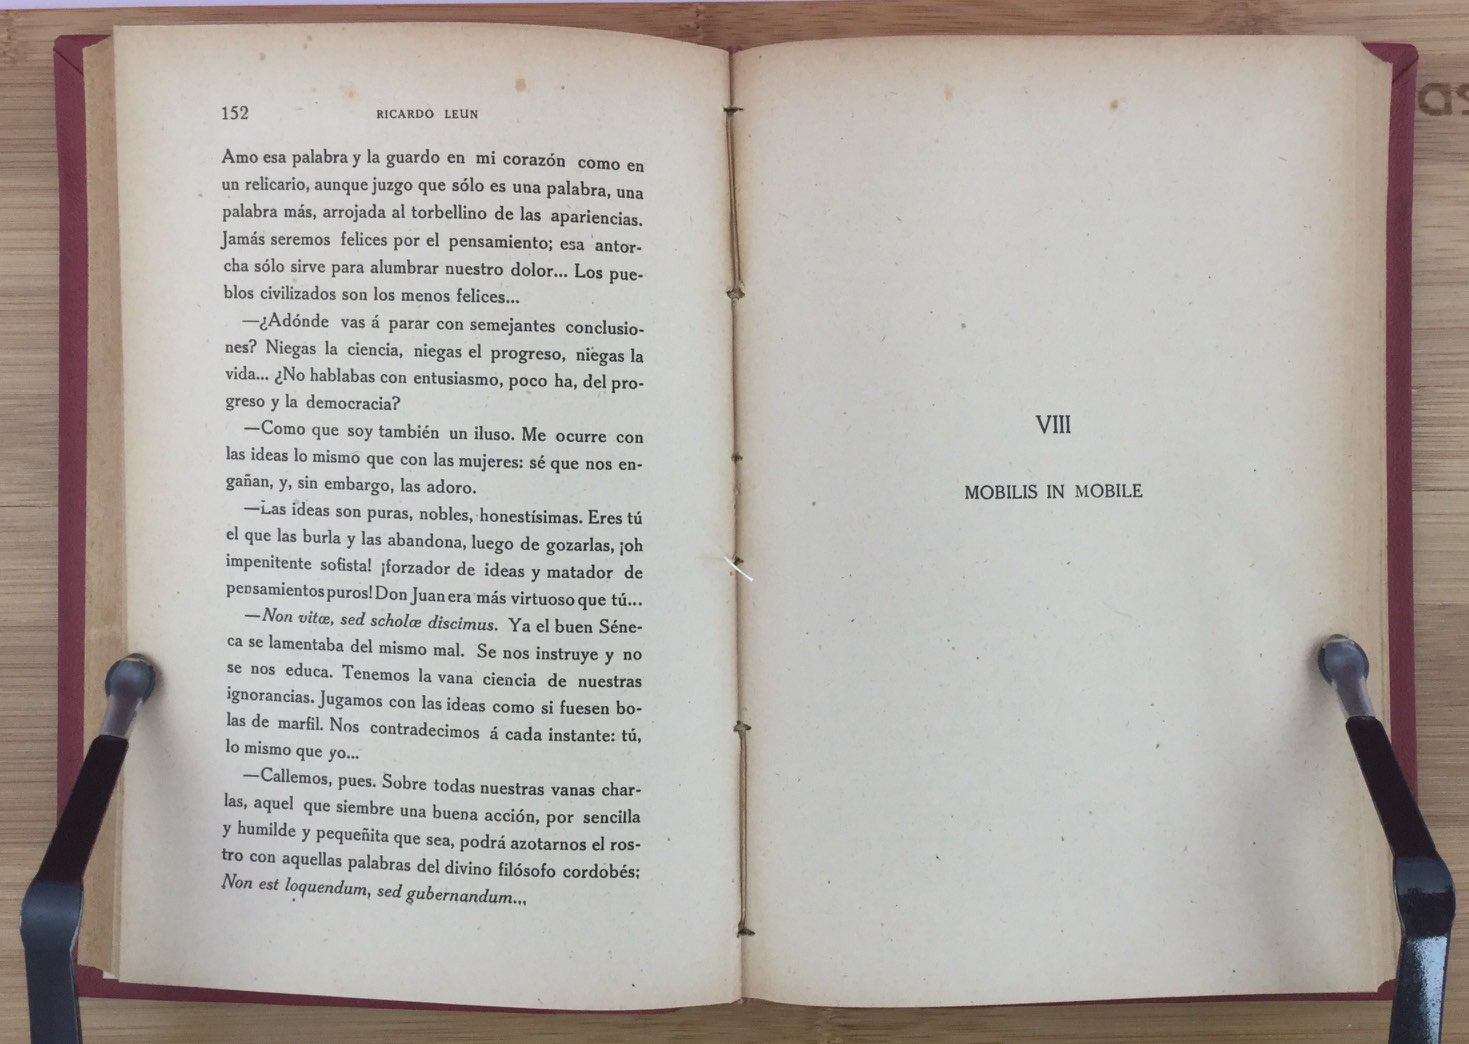 152
RICARDO LEUN
Amo esa palabra y la guardo en mi corazón como en
un relicario, aunque juzgo que sólo es una palabra, una
palabra más, arrojada al torbellino de las apariencias.
Jamás seremos felices por el pensamiento; esa antor-
cha sólo sirve para alumbrar nuestro dolor... Los pue-
blos civilizados son los menos felices...
—¿Adónde vas á parar con semejantes conclusio-
nes? Niegas la ciencia, niegas el progreso, niegas la
vida... ¿No hablabas con entusiasmo, poco ha, del pro-
greso y la democracia?
—Como que soy también un iluso. Me ocurre con
las ideas lo mismo que con las mujeres: sé que nos en-
gañan, y, sin embargo, las adoro.
—Las ideas son puras, nobles, honestísimas. Eres tú
el que las burla y las abandona, luego de gozarlas, ¡oh
impenitente sofista! ¡forzador de ideas y matador de
pensamientos puros! Don Juan era más virtuoso que tú...
—Non vitœ, sed scholœ discimus. Ya el buen Séne-
ca se lamentaba del mismo mal. Se nos instruye y no
se nos educa. Tenemos la vana ciencia de nuestras
ignorancias. Jugamos con las ideas como si fuesen bo-
las de marfil. Nos contradecimos á cada instante: tú,
lo mismo que yo...
—Callemos, pues. Sobre todas nuestras vanas char-
las, aquel que siembre una buena acción, por sencilla
y humilde y pequeñita que sea, podrá azotarnos el ros-
tro con aquellas palabras del divino filósofo cordobés;
Non est loquendum, sed gubernandum...
VIII
MOBILIS IN MOBILE
as